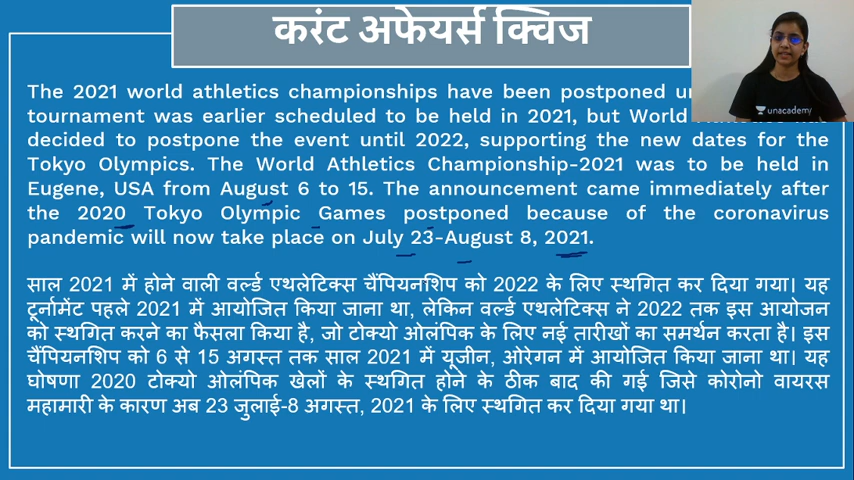 करंट अफेयर्स क्विज
The 2021 world athletics championships have been postponed
tournament was earlier scheduled to be held in 2021, but World
decided to postpone the event until 2022, supporting the new dates for the
Tokyo Olympics. The World Athletics Championship-2021 was to be held in
Eugene, USA from August 6 to 15. The announcement came immediately after
the 2020 Tokyo Olympic Games postponed because of the coronavirus
pandemic will now take place on July 23-August 8, 2021.
साल 2021 में होने वाली वर्ल्ड एथलेटिक्स चैंपियनशिप को 2022 के लिए स्थगित कर दिया गया। यह
टूर्नामेंट पहले 2021 में आयोजित किया जाना था, लेकिन वर्ल्ड एथलेटिक्स ने 2022 तक इस आयोजन
को स्थगित करने का फैसला किया है, जो टोक्यो ओलंपिक के लिए नई तारीखों का समर्थन करता है। इस
चैंपियनशिप को 6 से 15 अगस्त तक साल 2021 में यूजीन, ओरेगन में आयोजित किया जाना था। यह
घोषणा 2020 टोक्यो ओलंपिक खेलों के स्थगित होने के ठीक बाद की गई जिसे कोरोनो वायरस
महामारी के कारण अब 23 जुलाई-8 अगस्त, 2021 के लिए स्थगित कर दिया गया था।
unacademy